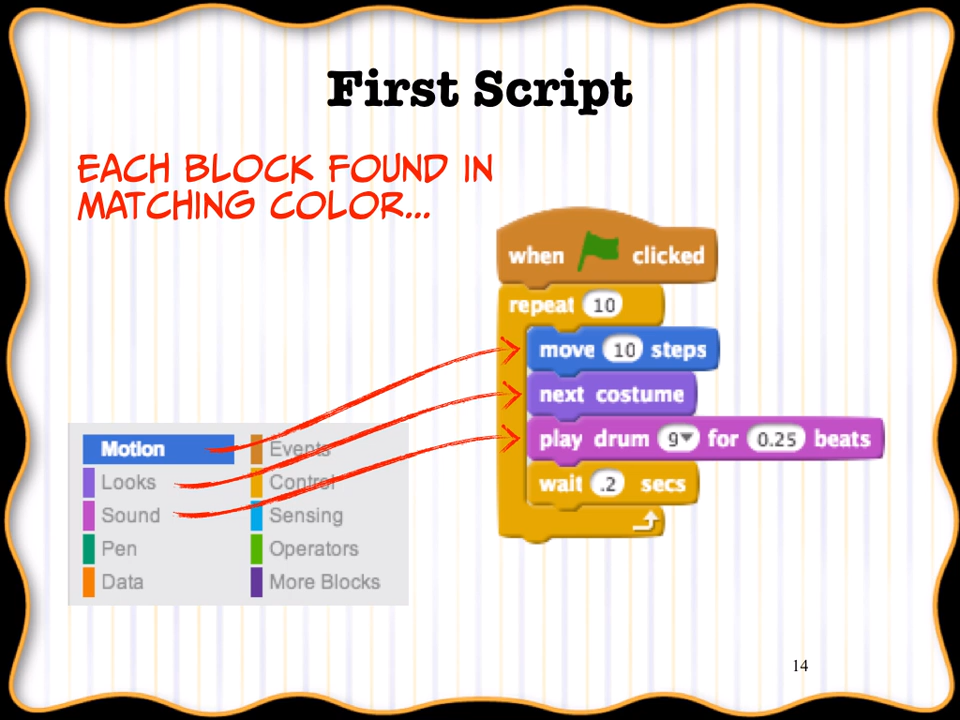 First Script
EACH BLOCK FOUND IN
MATCHING COLOR...
when clicked
repeat 10
move 10 steps
next costume
play drum 9 for 0.25 beats
wait .2 secs
Motion
Looks
Sound
Pen
Data
Events
Control
Sensing
Operators
More Blocks
14